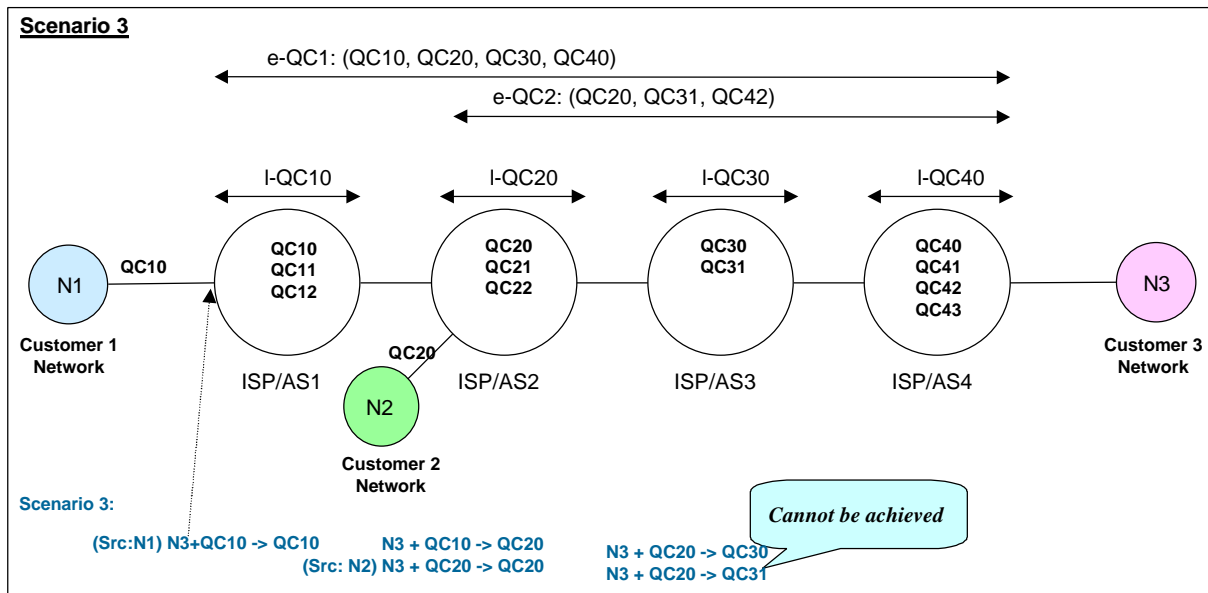 Scenario 3
e-QC1: (QC10, QC20, QC30, QC40)
e-QC2: (QC20, QC31, QC42)
l-QC10
l-QC20
l-QC30
l-QC40
N1
QC10
QC10
QC11
QC12
QC20
QC21
QC22
QC30
QC31
QC40
QC41
QC42
QC43
N3
Customer 1
Network
ISP/AS1
QC20
N2
ISP/AS2
ISP/AS3
ISP/AS4
Customer 3
Network
Customer 2
Network
Scenario 3:
Cannot be achieved
(Src:N1) N3+QC10 -> QC10
N3 + QC10 -> QC20
(Src: N2) N3 + QC20 -> QC20
N3 + QC20 -> QC30
N3 + QC20 -> QC31